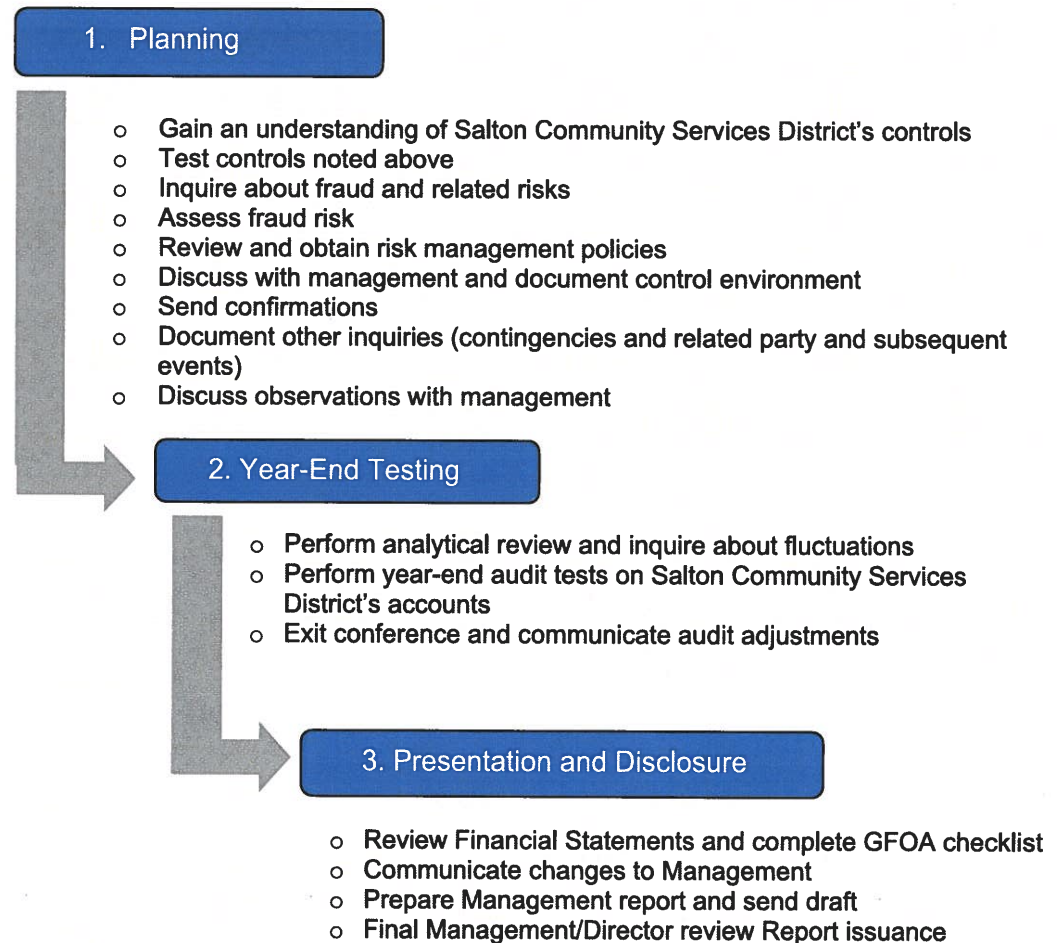 1. Planning
o Gain an understanding of Salton Community Services District's controls
o Test controls noted above
o Inquire about fraud and related risks
o Assess fraud risk
o Review and obtain risk management policies
o Discuss with management and document control environment
o Send confirmations
o Document other inquiries (contingencies and related party and subsequent
events)
o Discuss observations with management
2. Year-End Testing
o Perform analytical review and inquire about fluctuations
o Perform year-end audit tests on Salton Community Services
District's accounts
o Exit conference and communicate audit adjustments
3. Presentation and Disclosure
o Review Financial Statements and complete GFOA checklist
o Communicate changes to Management
o Prepare Management report and send draft
o Final Management/Director review Report issuance